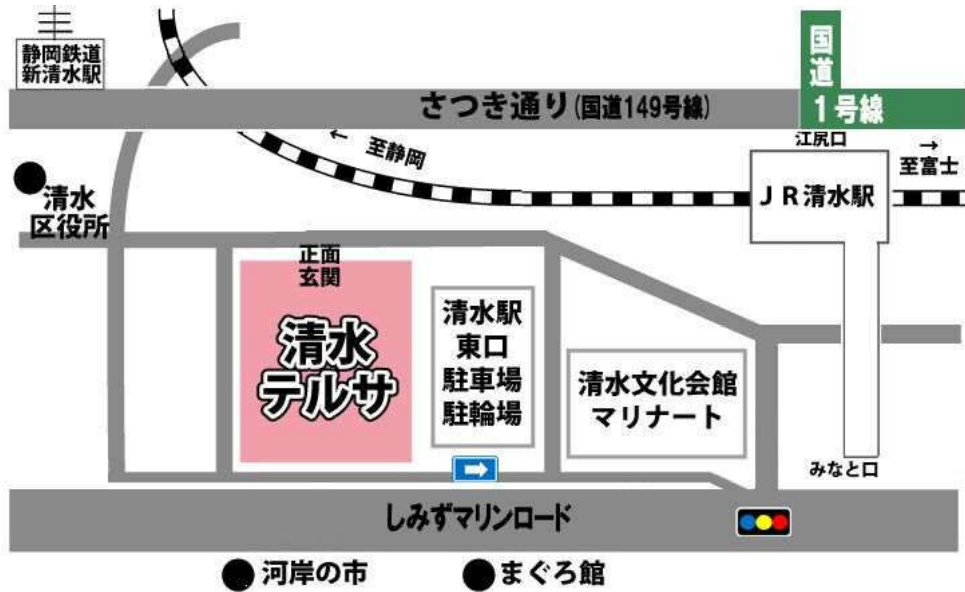 静岡鉄道
新清水駅
国道
1号線
さつき通り(国道149号線)
← 至静岡
江尻口
→
至富士
JR清水駅
清水
区役所
正面
玄関
清水
テルサ
清水駅
東口
駐車場
駐輪場
清水文化会館
マリナート
みなと口
➡
しみずマリンロード
河岸の市
まぐろ館